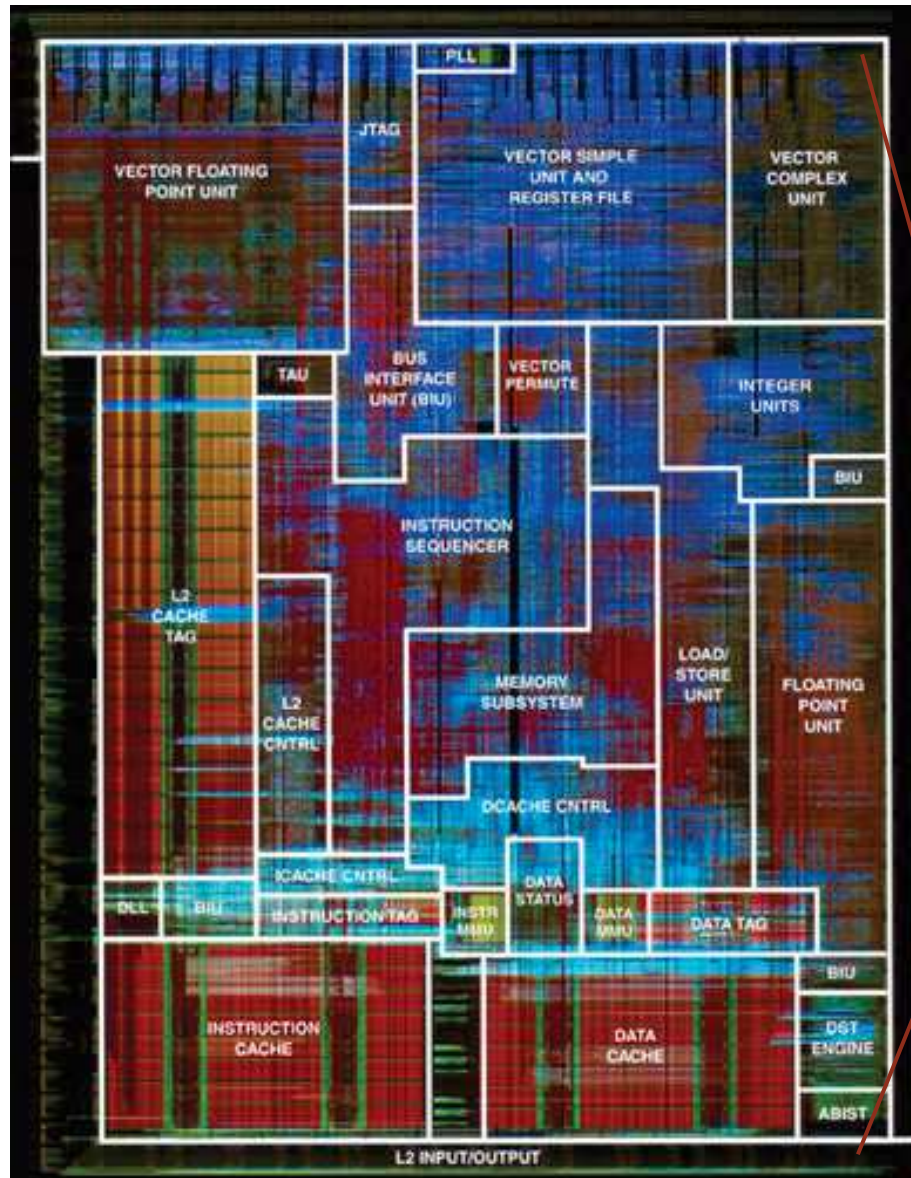 PLL
JTAG
VECTOR FLOATING
POINT UNIT
VECTOR SIMPLE
UNIT AND
REGISTER FILE
VECTOR
COMPLEX
UNIT
TAU
BUS
INTERFACE
UNIT (BIU)
VECTOR
PERMUTE
INTEGER
UNITS
BIU
INSTRUCTION
SEQUENCER
L2
CACHE
TAG
L2
CACHE
CNTRL
MEMORY
SUBSYSTEM
LOAD/
STORE
UNIT
FLOATING
POINT
UNIT
DCACHE CNTRL
ICACHE CNTRL
DLL
BIU
INSTRUCTION TAG
INSTR
MMU
DATA
STATUS
DATA
MMU
DATA TAG
INSTRUCTION
CACHE
DATA
CACHE
BIU
DST
ENGINE
ABIST
L2 INPUT/OUTPUT